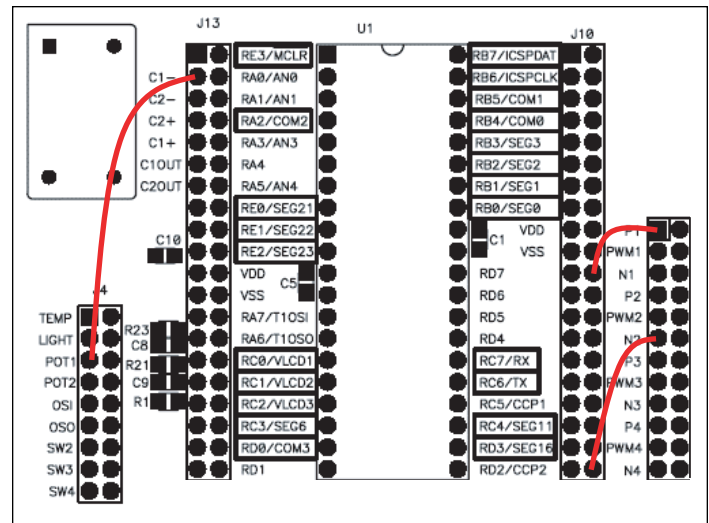 J13
U1
J10
RE3/MCLR
RB7/ICSPDAT
C1-
RA0/AN0
RB6/ICSPCLK
C2-
RA1/AN1
RB5/COM1
C2+
RA2/COM2
RB4/COM0
C1+
RA3/AN3
RB3/SEG3
C1OUT
RA4
RB2/SEG2
C2OUT
RA5/AN4
RB1/SEG1
RE0/SEG21
RB0/SEG0
RE1/SEG22
C1
VDD
P1
C10
RE2/SEG23
VSS
PWM1
VDD
C5
RD7
N1
J4
VSS
RD6
P2
TEMP
RA7/T1OSI
RD5
PWM2
LIGHT
R23
C8
RA6/T1OSO
RD4
N2
POT1
R21
RC0/VLCD1
RC7/RX
P3
POT2
C9
RC1/VLCD2
RC6/TX
PWM3
OSI
R1
RC2/VLCD3
RC5/CCP1
N3
OSO
RC3/SEG6
RC4/SEG11
P4
SW2
RD0/COM3
RD3/SEG16
PWM4
SW3
RD1
RD2/CCP2
N4
SW4